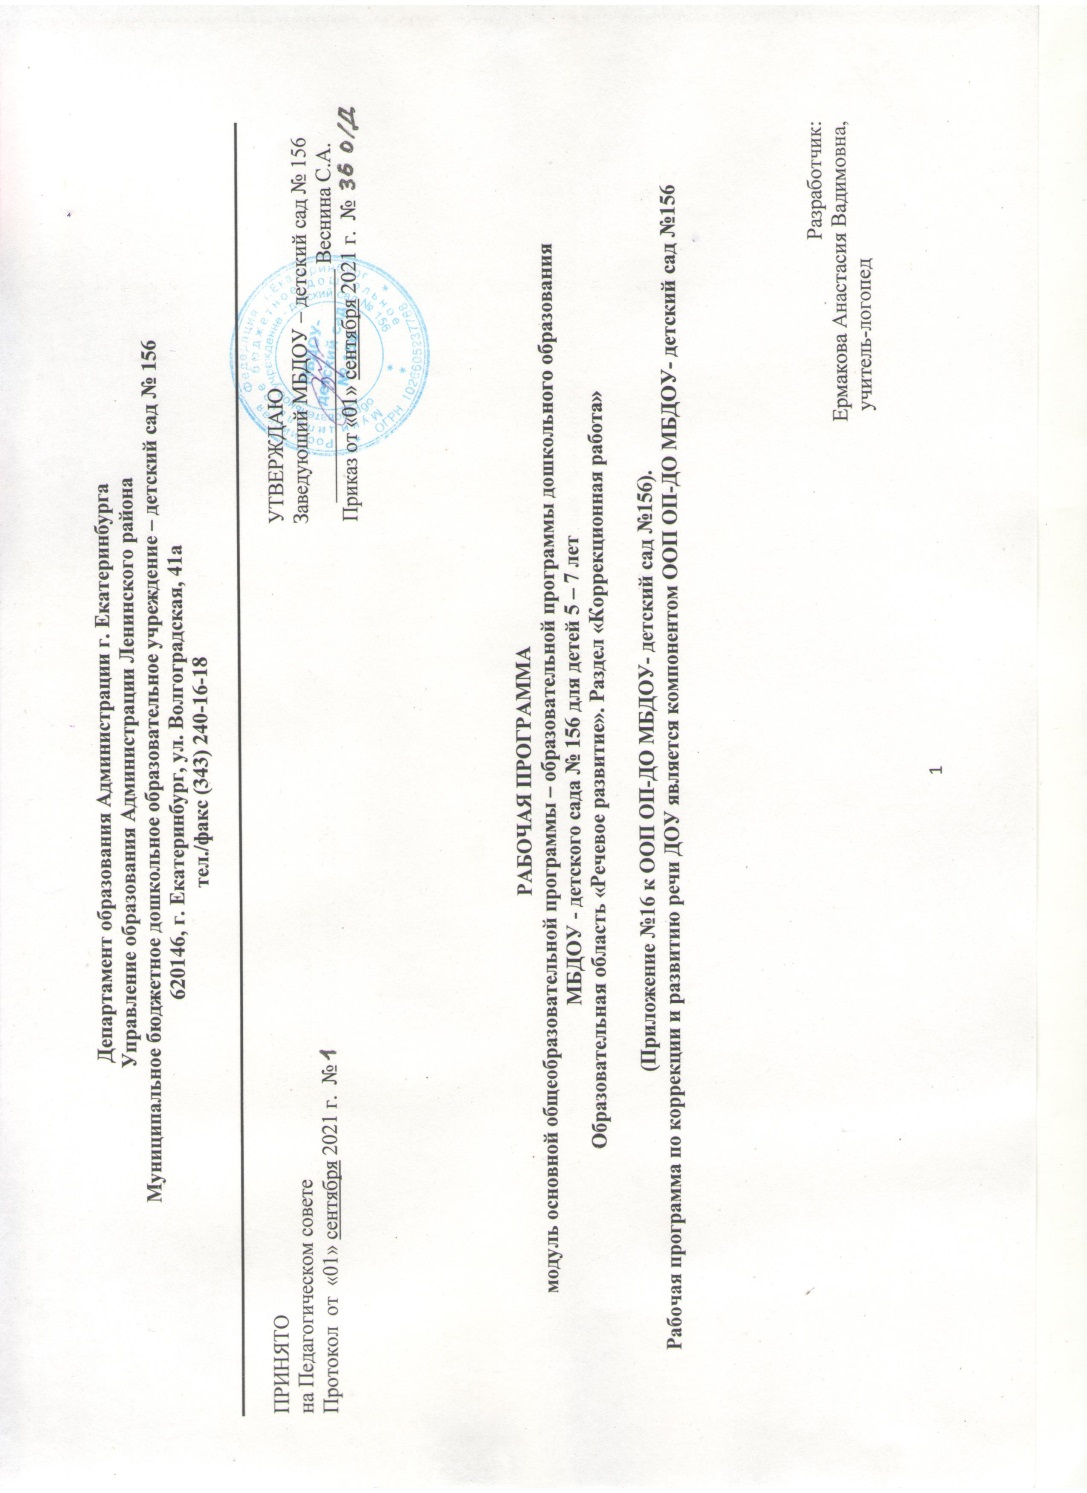 Департамент образования Администрации г. Екатеринбурга
Управление образования Администрации Ленинского района
Муниципальное бюджетное дошкольное образовательное учреждение – детский сад № 156
620146, г. Екатеринбург, ул. Волгоградская, 41а
тел./факс (343) 240-16-18
ПРИНЯТО
на Педагогическом совете
Протокол от «01» сентября 2021 г. № 1
УТВЕРЖДАЮ
Заведующий МБДОУ – детский сад № 156
Веснина С.А.
Приказ от «01» сентября 2021 г. № 36 О/Д
РАБОЧАЯ ПРОГРАММА
модуль основной общеобразовательной программы – образовательной программы дошкольного образования
МБДОУ - детского сада № 156 для детей 5 – 7 лет
Образовательная область «Речевое развитие». Раздел «Коррекционная работа»
(Приложение №16 к ООП ОП-ДО МБДОУ- детский сад №156).
Рабочая программа по коррекции и развитию речи ДОУ является компонентом ООП ОП-ДО МБДОУ- детский сад №156
Разработчик:
Ермакова Анастасия Вадимовна,
учитель-логопед
1